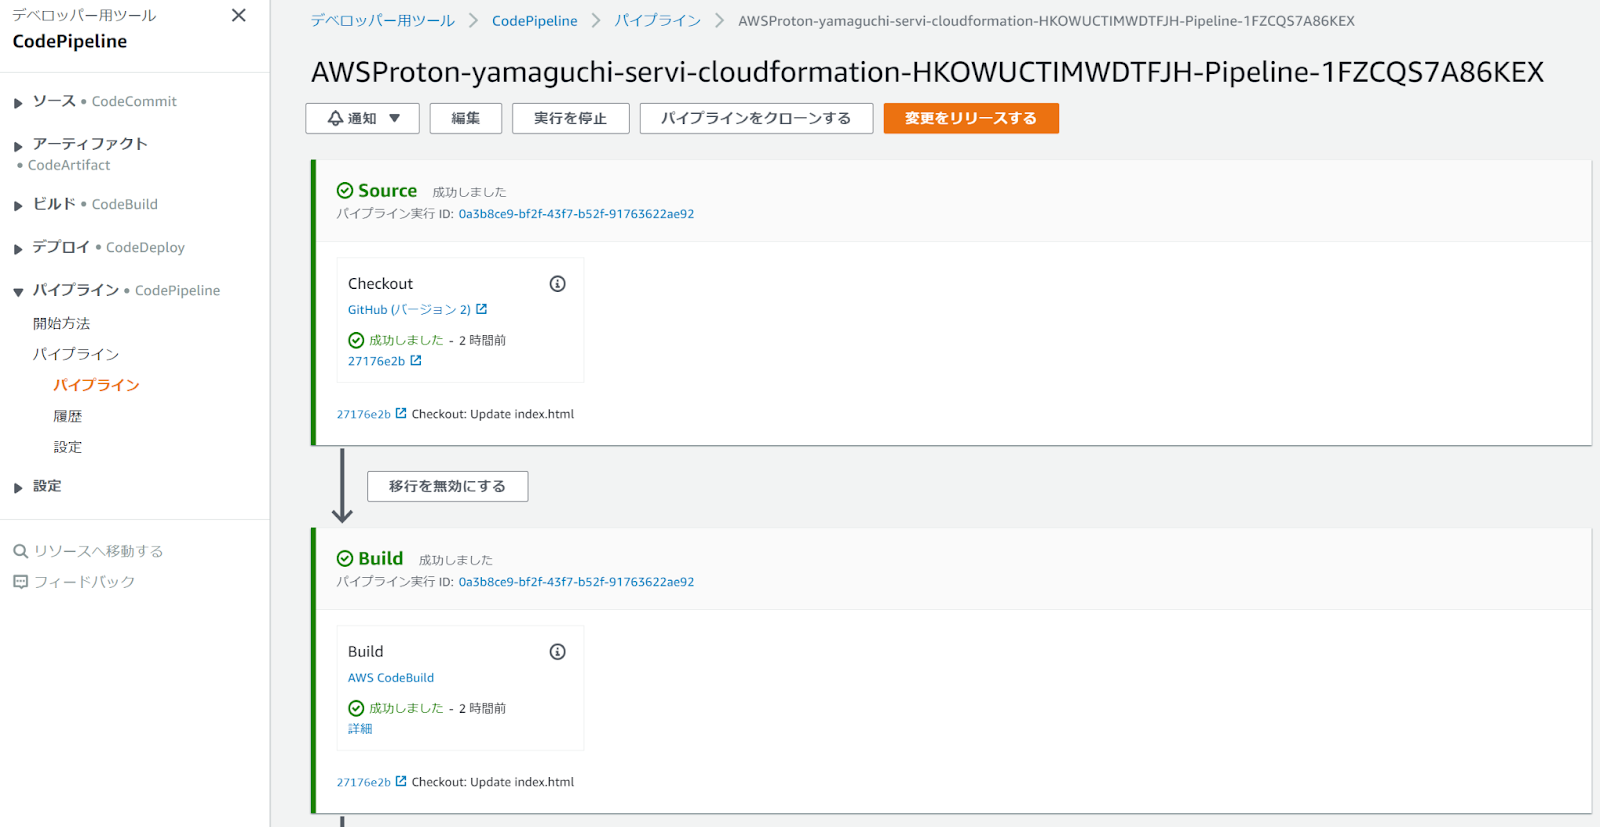 デベロッパー用ツール
CodePipeline
ソース • CodeCommit
アーティファクト
• CodeArtifact
ビルド • CodeBuild
デプロイ • CodeDeploy
パイプライン • CodePipeline
開始方法
パイプライン
パイプライン
履歴
設定
設定
リソースへ移動する
フィードバック
デベロッパー用ツール > CodePipeline > パイプライン > AWSProton-yamaguchi-servi-cloudformation-HKOWUCTIMWDTFJH-Pipeline-1FZCQS7A86KEX
AWSProton-yamaguchi-servi-cloudformation-HKOWUCTIMWDTFJH-Pipeline-1FZCQS7A86KEX
通知 ▼ 編集 実行を停止 パイプラインをクローンする 変更をリリースする
Source 成功しました
パイプライン実行 ID: 0a3b8ce9-bf2f-43f7-b52f-91763622ae92
Checkout
GitHub (バージョン 2)
成功しました - 2 時間前
27176e2b
27176e2b Checkout: Update index.html
移行を無効にする
Build 成功しました
パイプライン実行 ID: 0a3b8ce9-bf2f-43f7-b52f-91763622ae92
Build
AWS CodeBuild
成功しました - 2 時間前
詳細
27176e2b Checkout: Update index.html